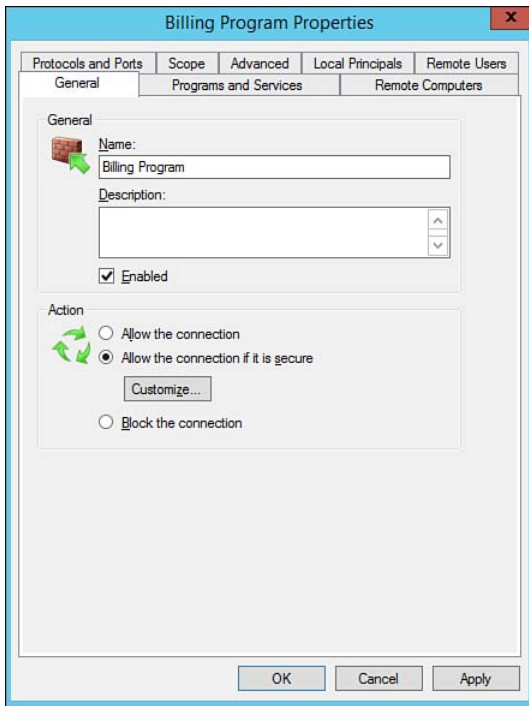 Billing Program Properties
x
Protocols and Ports Scope Advanced Local Principals Remote Users
General Programs and Services Remote Computers
General
Name:
Billing Program
Description:
Enabled
Action
Allow the connection
Allow the connection if it is secure
Customize...
Block the connection
OK Cancel Apply